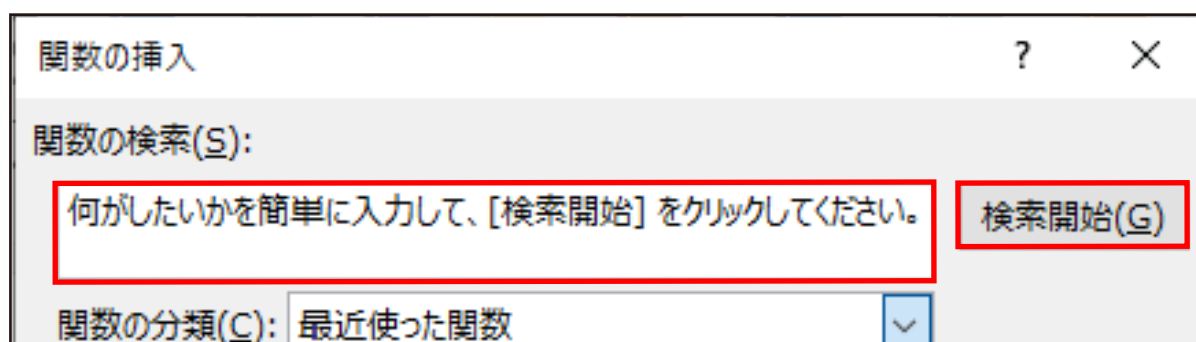 関数の挿入 ? ×
関数の検索(S):
何がしたいかを簡単に入力して、[検索開始] をクリックしてください。 検索開始(G)
関数の分類(C): 最近使った関数